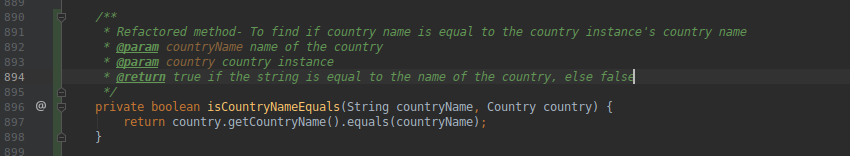 889
890 /**
891 * Refactored method- To find if country name is equal to the country instance's country name
892 * @param countryName name of the country
893 * @param country country instance
894 * @return true if the string is equal to the name of the country, else false
895 */
896 @ private boolean isCountryNameEquals(String countryName, Country country) {
897 return country.getCountryName().equals(countryName);
898 }
899